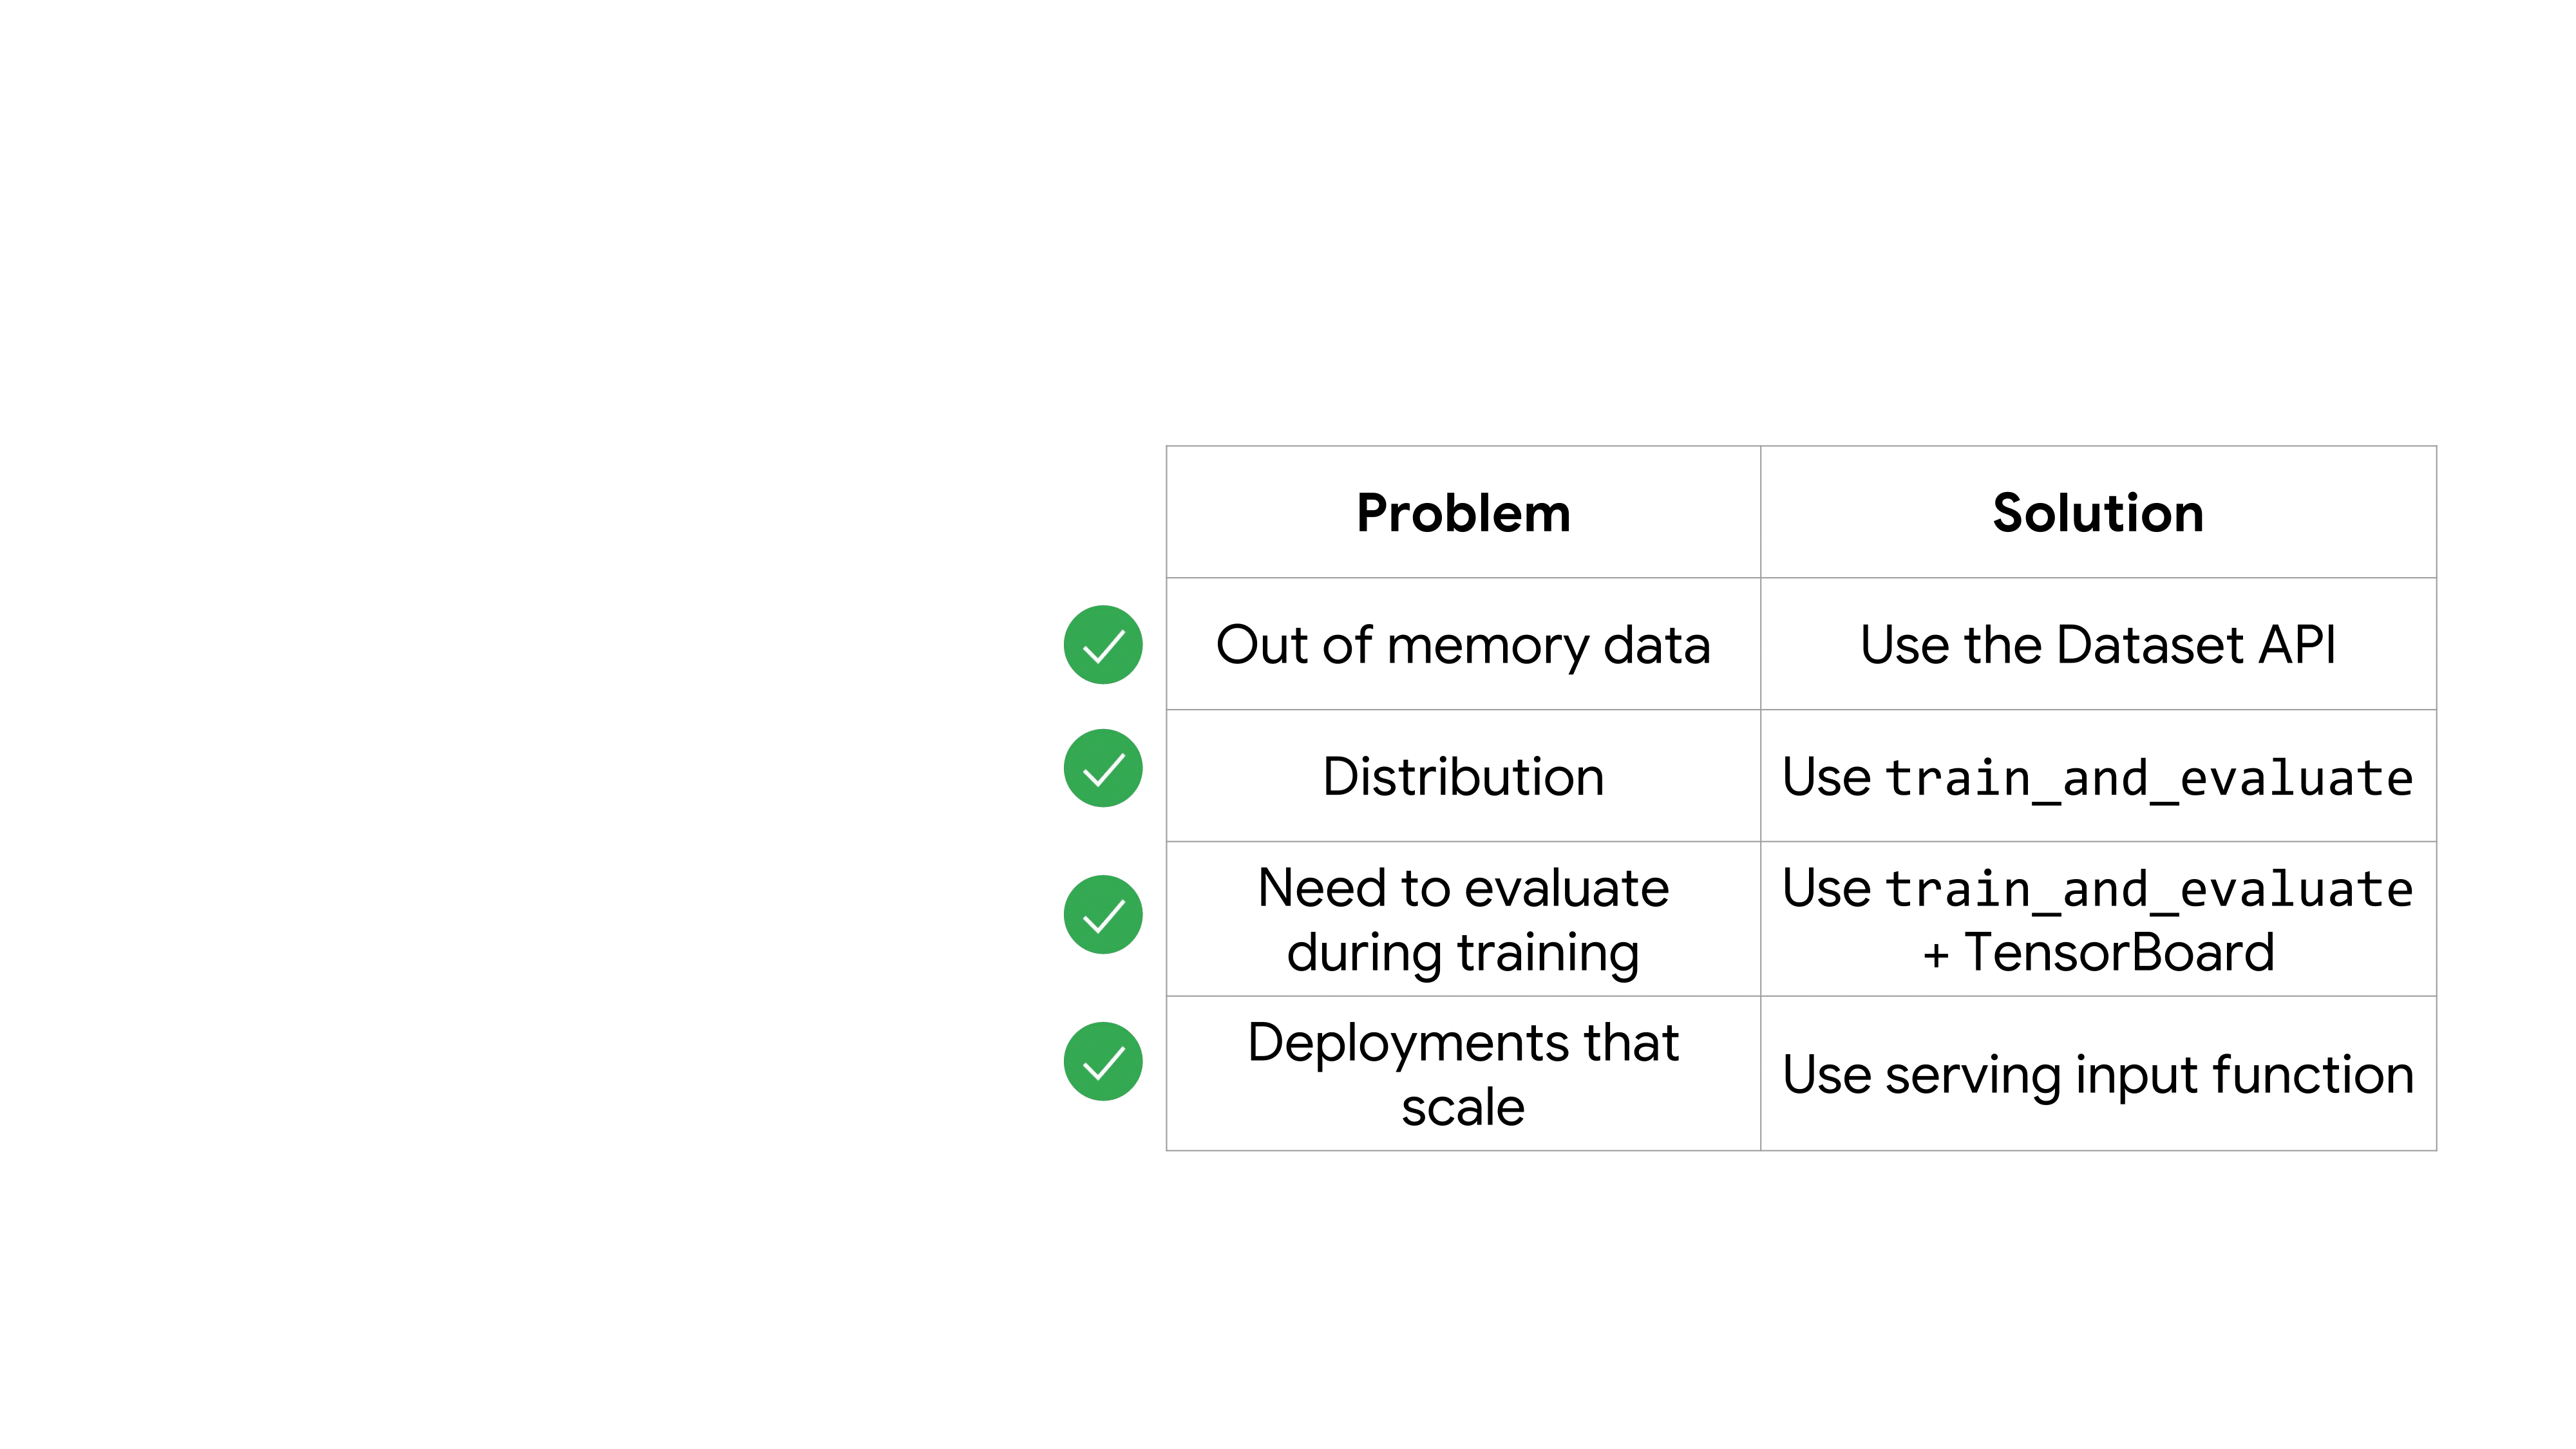 Problem
Solution
Out of memory data
Use the Dataset API
Distribution
Use train_and_evaluate
Need to evaluate
during training
Use train_and_evaluate
+ TensorBoard
Deployments that
scale
Use serving input function